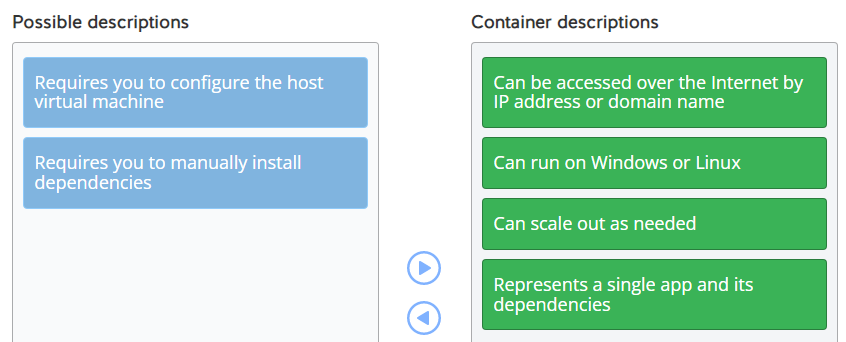 Possible descriptions
Requires you to configure the host
virtual machine
Requires you to manually install
dependencies
Container descriptions
Can be accessed over the Internet by
IP address or domain name
Can run on Windows or Linux
Can scale out as needed
Represents a single app and its
dependencies